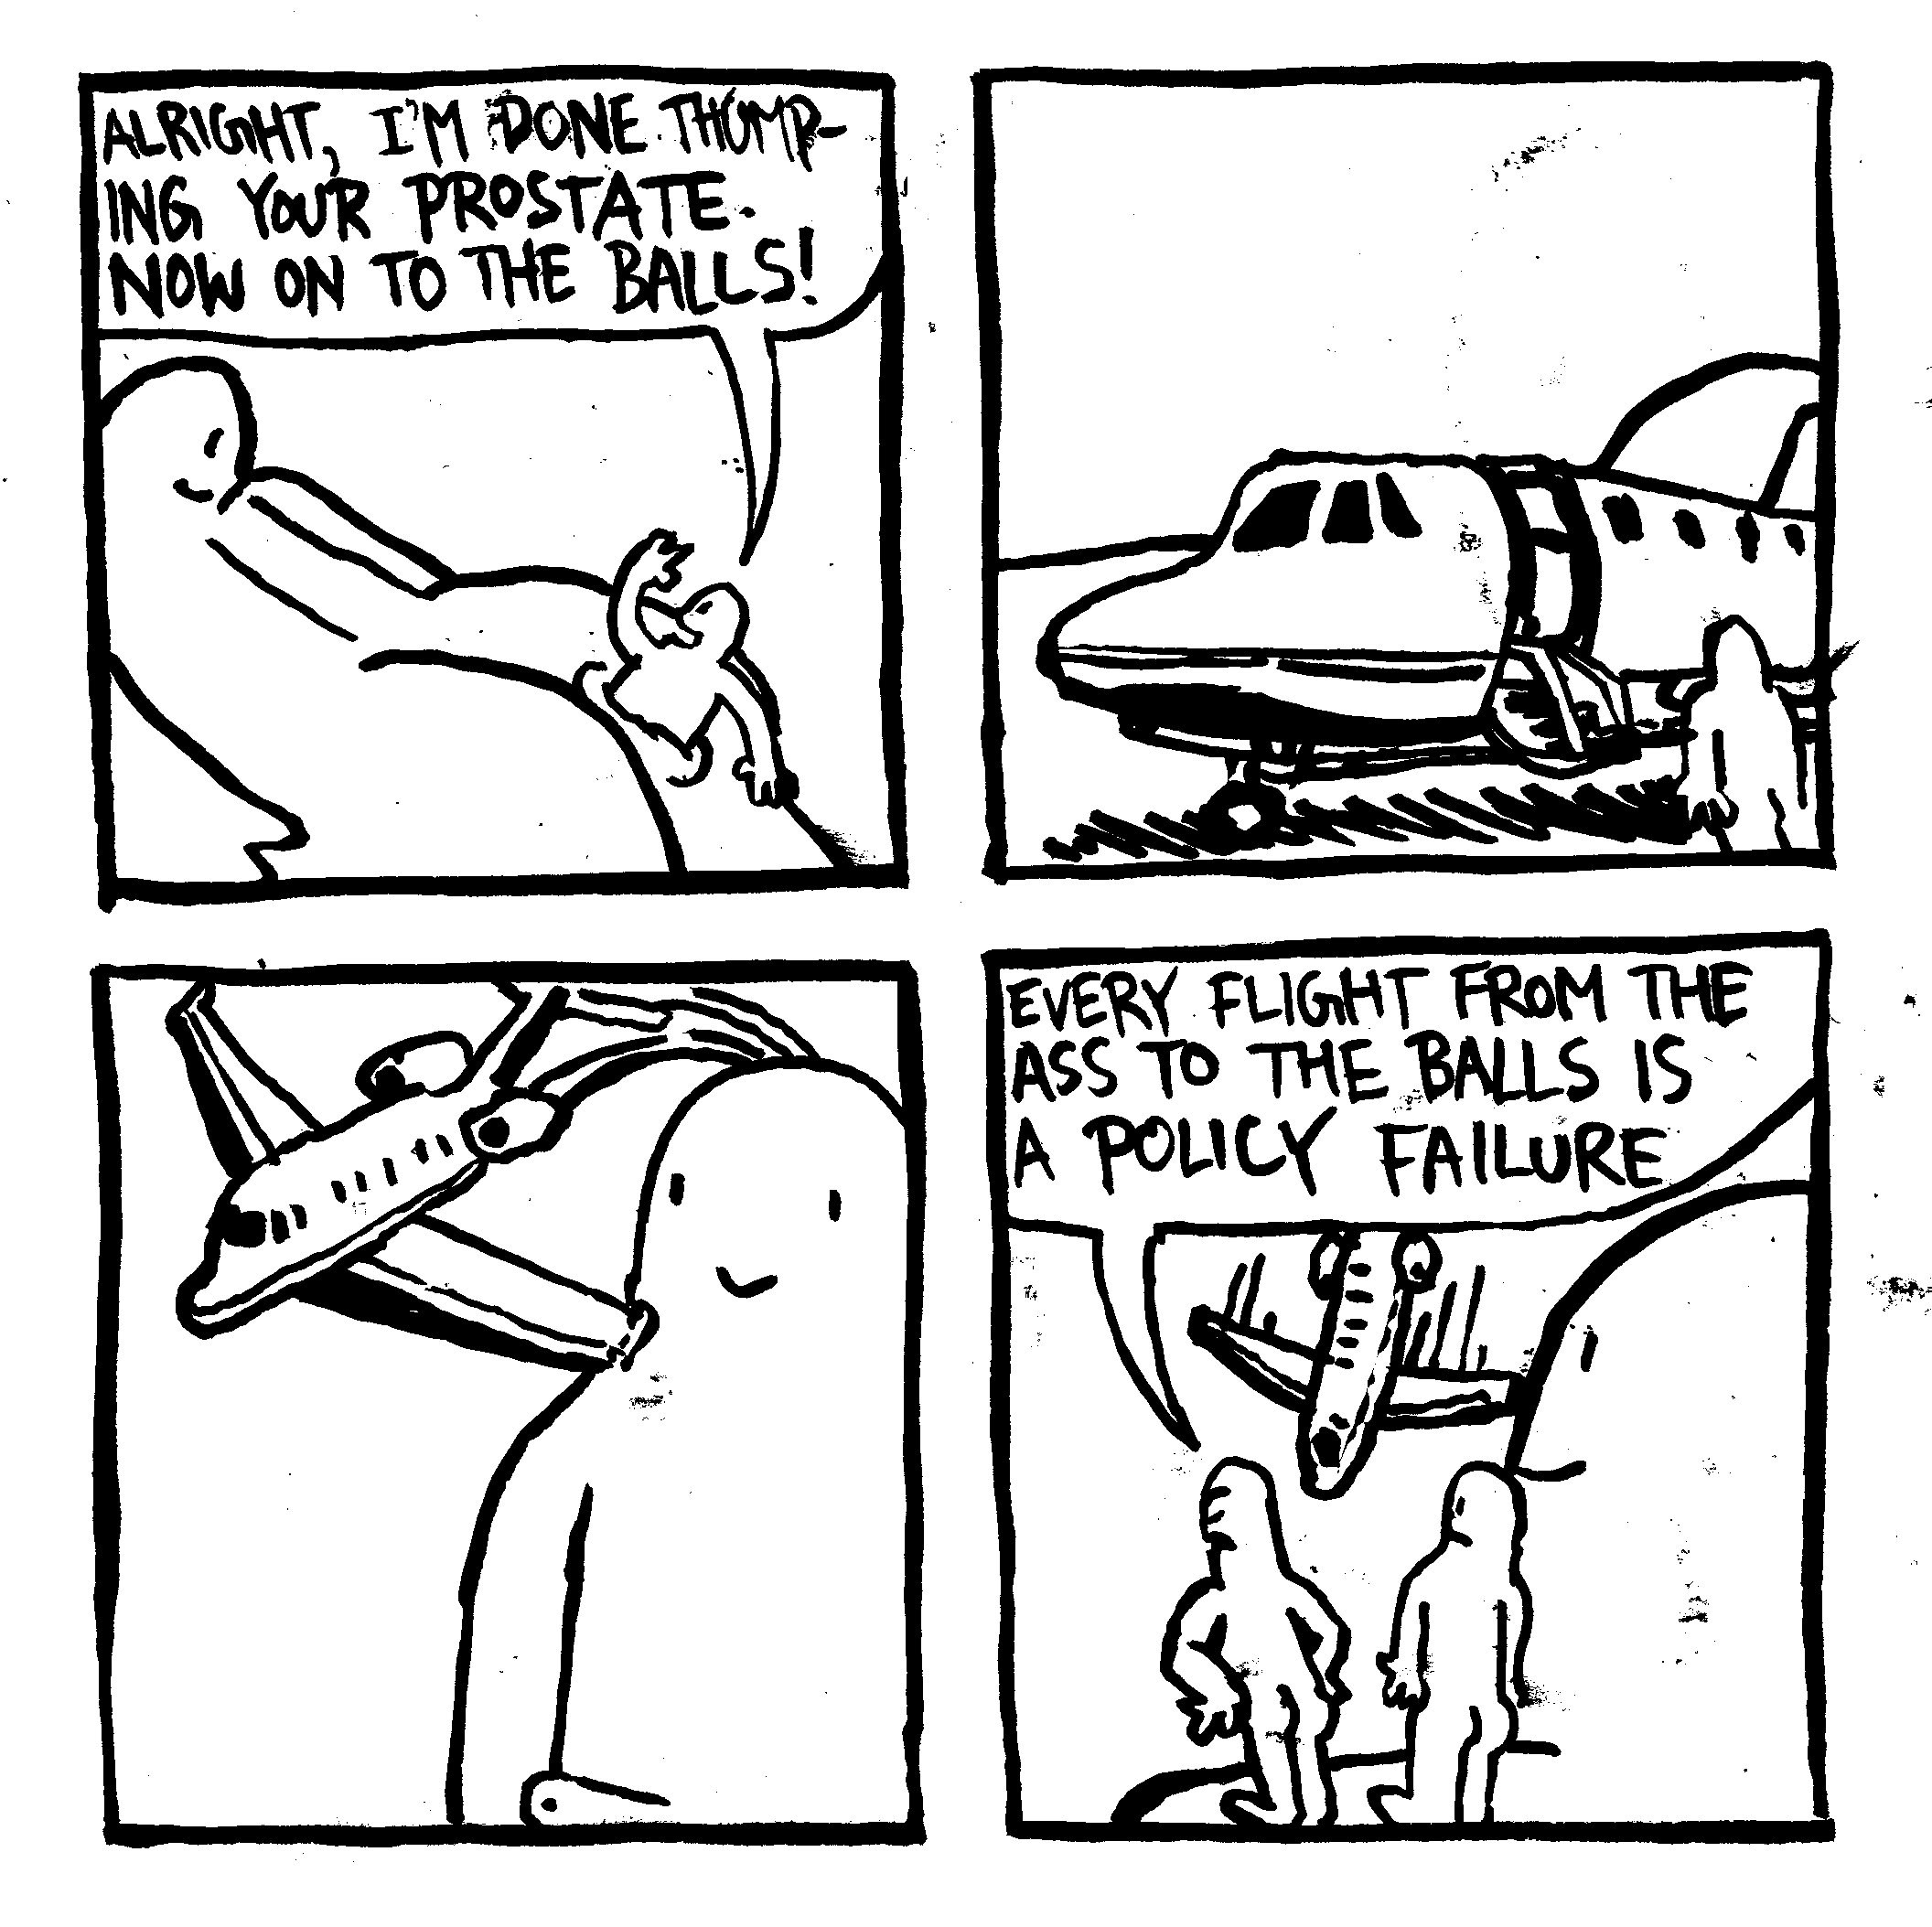 ALRIGHT, I'M DONE THUMP-
ING YOUR PROSTATE.
NOW ON TO THE BALLS!
EVERY FLIGHT FROM THE
ASS TO THE BALLS IS
A POLICY FAILURE